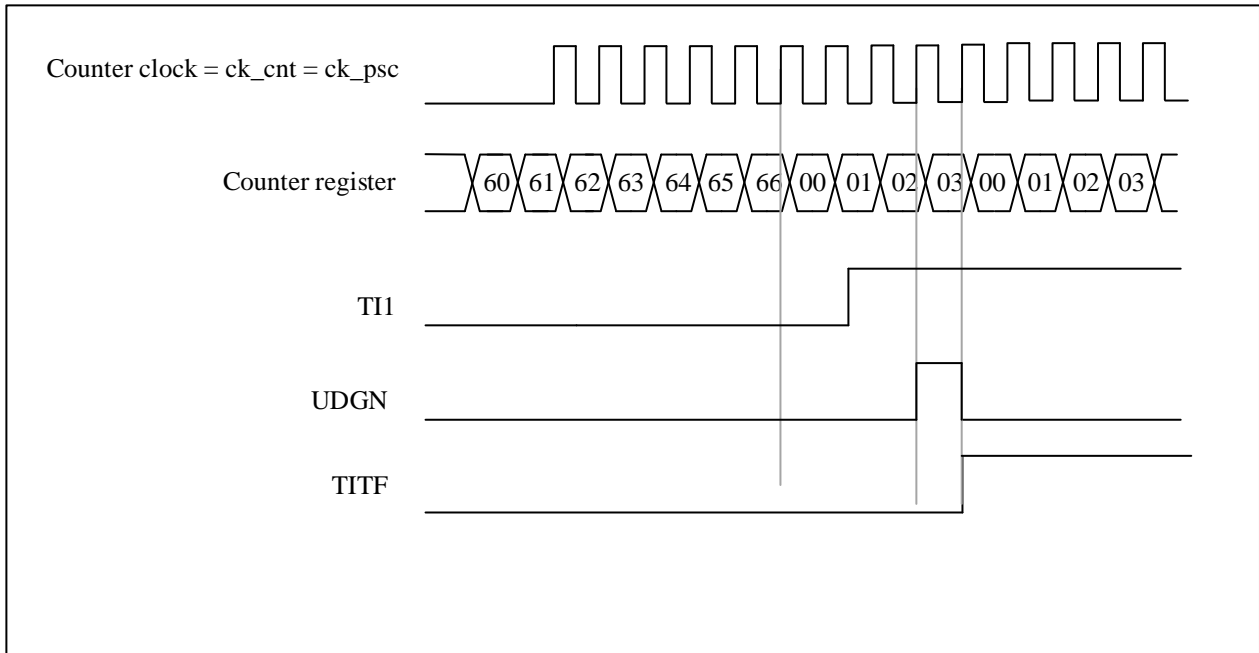 Counter clock = ck_cnt = ck_psc
Counter register 60 61 62 63 64 65 66 00 01 02 03 00 01 02 03
TI1
UDGN
TITF